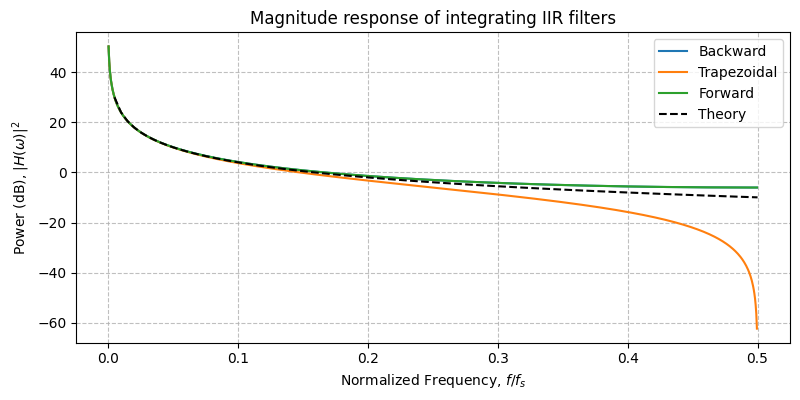 Magnitude response of integrating IIR filters
Power (dB), |H(ω)|²
40
20
0
−20
−40
−60
Backward
Trapezoidal
Forward
Theory
0.0 0.1 0.2 0.3 0.4 0.5
Normalized Frequency, f/fₛ